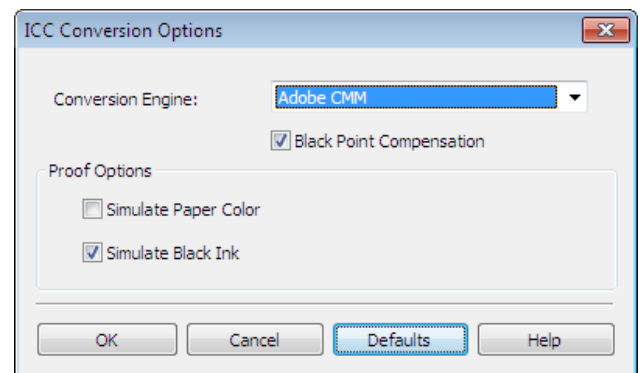 ICC Conversion Options
Conversion Engine: Adobe CMM
Black Point Compensation
Proof Options
Simulate Paper Color
Simulate Black Ink
OK Cancel Defaults Help